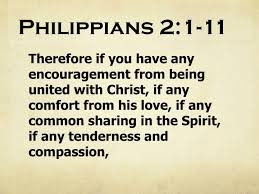 Philippians 2:1-11
Therefore if you have any
encouragement from being
united with Christ, if any
comfort from his love, if any
common sharing in the Spirit,
if any tenderness and
compassion,